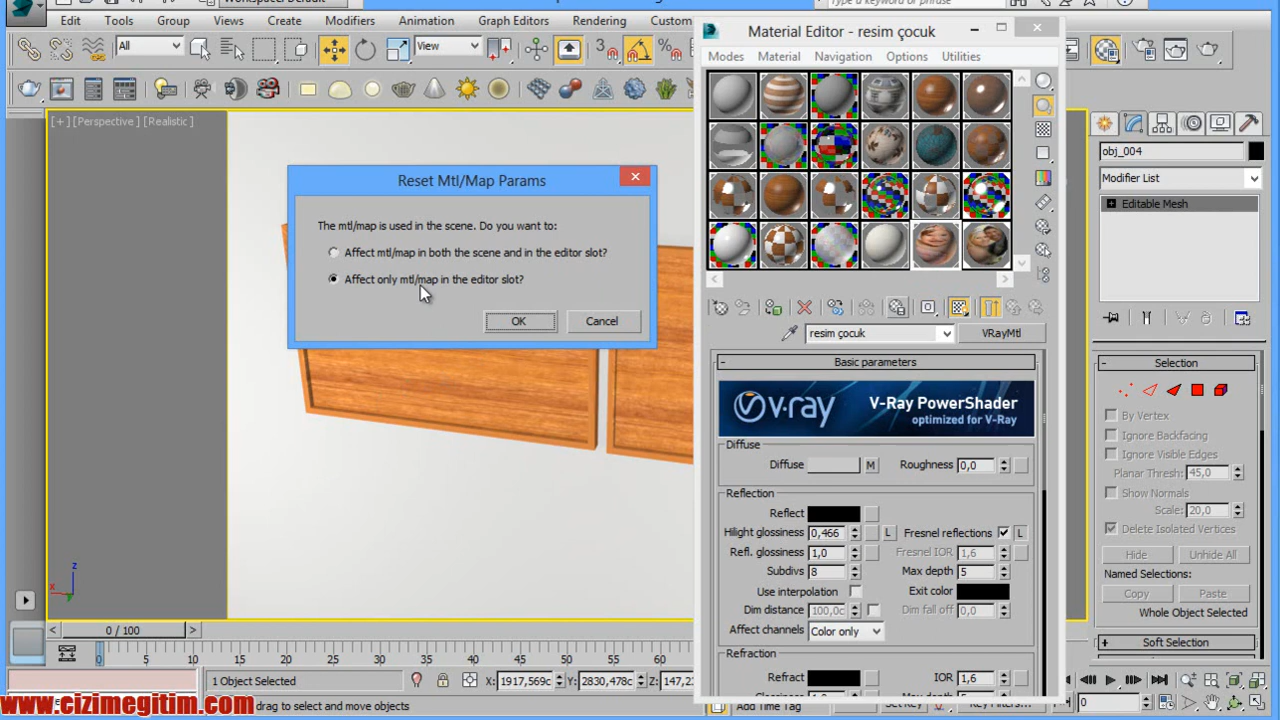 Workspace: Default
Edit Tools Group Views Create Modifiers Animation Graph Editors Rendering Custom
All
View
3
[+] [Perspective] [Realistic]
Reset Mtl/Map Params
The mtl/map is used in the scene. Do you want to:
Affect mtl/map in both the scene and in the editor slot?
Affect only mtl/map in the editor slot?
OK
Cancel
z
x
0 / 100
0 5 10 15 20 25 30 35 40 45 50 55 60
1 Object Selected
X: 1917,569c
Y: 2830,478c
Z: 147,2
drag to select and move objects
www.cizimegitim.com
Add Time Tag
Material Editor - resim çocuk
Modes Material Navigation Options Utilities
resim çocuk
VRayMtl
Basic parameters
v·ray
V-Ray PowerShader
optimized for V-Ray
Diffuse
Diffuse M Roughness 0,0
Reflection
Reflect
Hilight glossiness 0,466 L Fresnel reflections L
Refl. glossiness 1,0 Fresnel IOR 1,6
Subdivs 8 Max depth 5
Use interpolation Exit color
Dim distance 100,0c Dim fall off 0,0
Affect channels Color only
Refraction
Refract IOR 1,6
obj_004
Modifier List
Editable Mesh
Selection
By Vertex
Ignore Backfacing
Ignore Visible Edges
Planar Thresh: 45,0
Show Normals
Scale: 20,0
Delete Isolated Vertices
Hide
Unhide All
Named Selections:
Copy
Paste
Whole Object Selected
Soft Selection
0